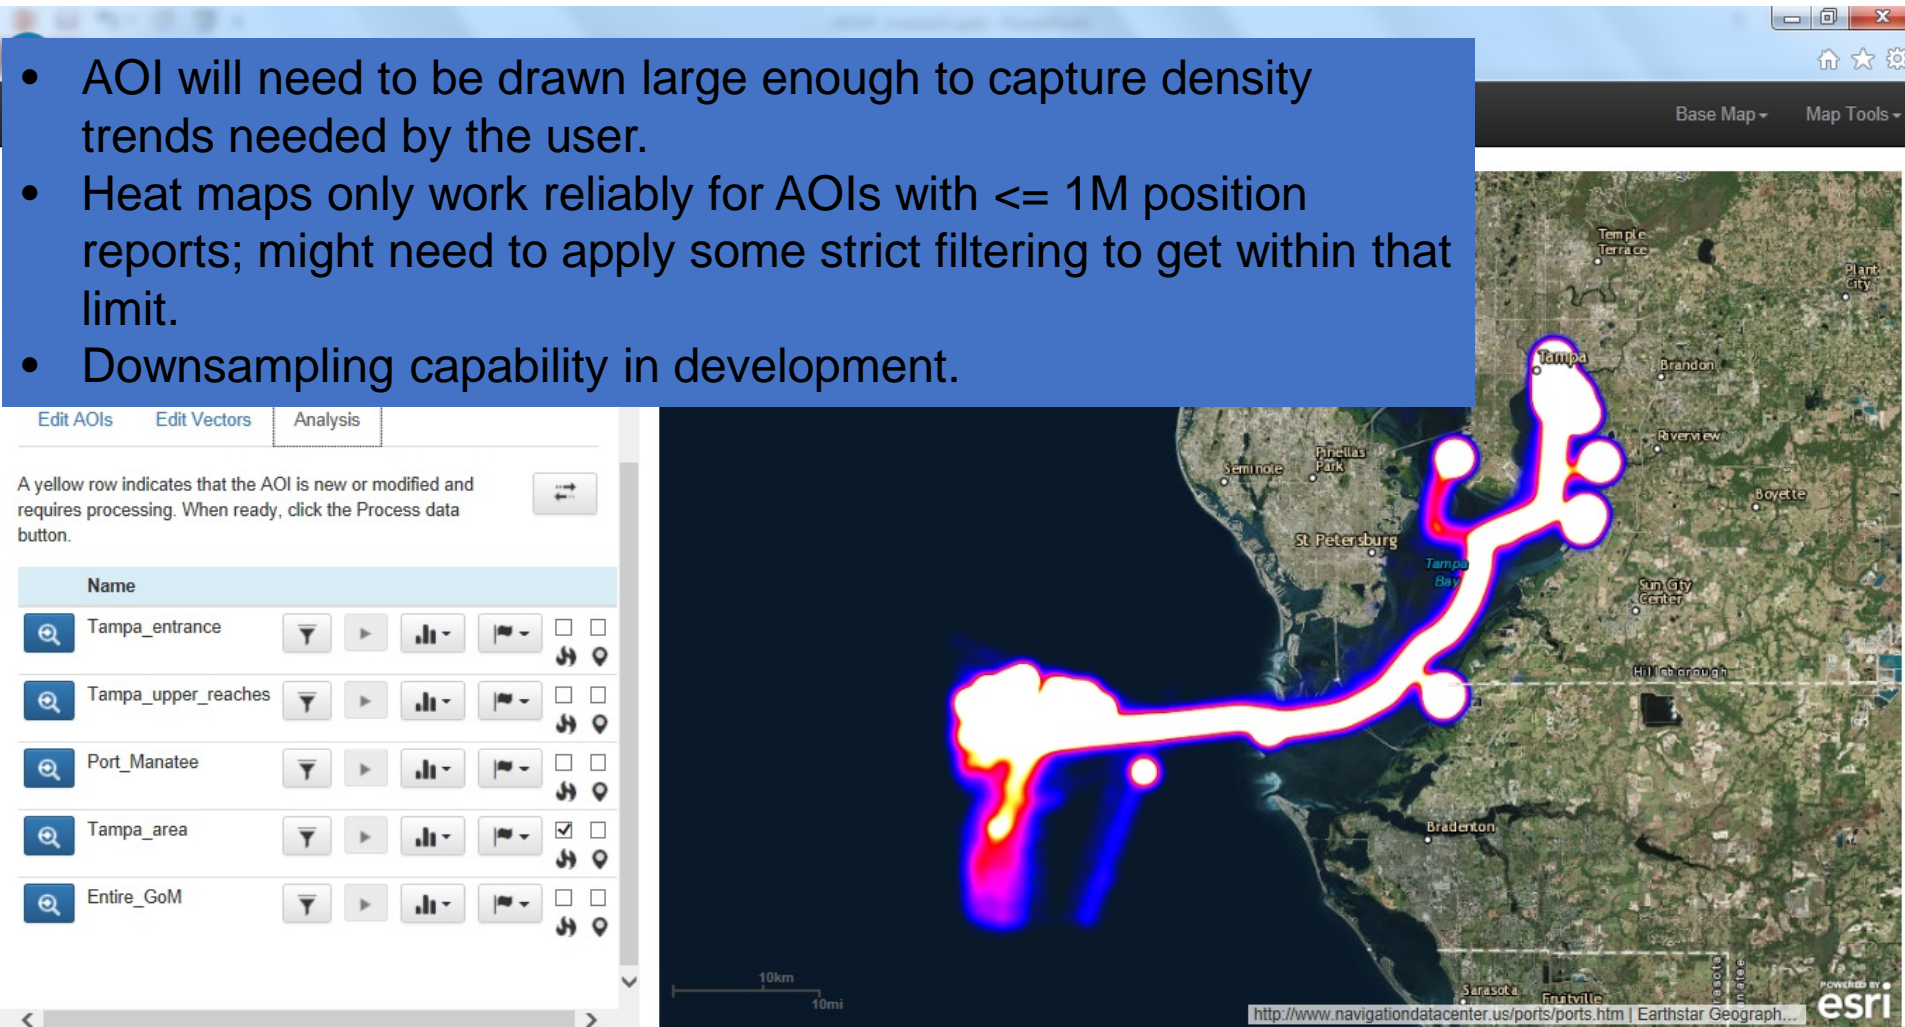 • AOI will need to be drawn large enough to capture density
trends needed by the user.
• Heat maps only work reliably for AOIs with <= 1M position
reports; might need to apply some strict filtering to get within that
limit.
• Downsampling capability in development.
Base Map Map Tools
Edit AOIs Edit Vectors Analysis
A yellow row indicates that the AOI is new or modified and
requires processing. When ready, click the Process data
button.
Name
Tampa_entrance
Tampa_upper_reaches
Port_Manatee
Tampa_area
Entire_GoM
Temple
Terrace
Plant
City
Tampa
Brandon
Riverview
Pinellas
Park
Seminole
Boyette
St Petersburg
Tampa
Bay
Sun City
Center
Hillsborough
Bradenton
10km
10mi
Sarasota
Fruitville
Sarasota
Manatee
POWERED BY
esri
http://www.navigationdatacenter.us/ports/ports.htm | Earthstar Geograph...